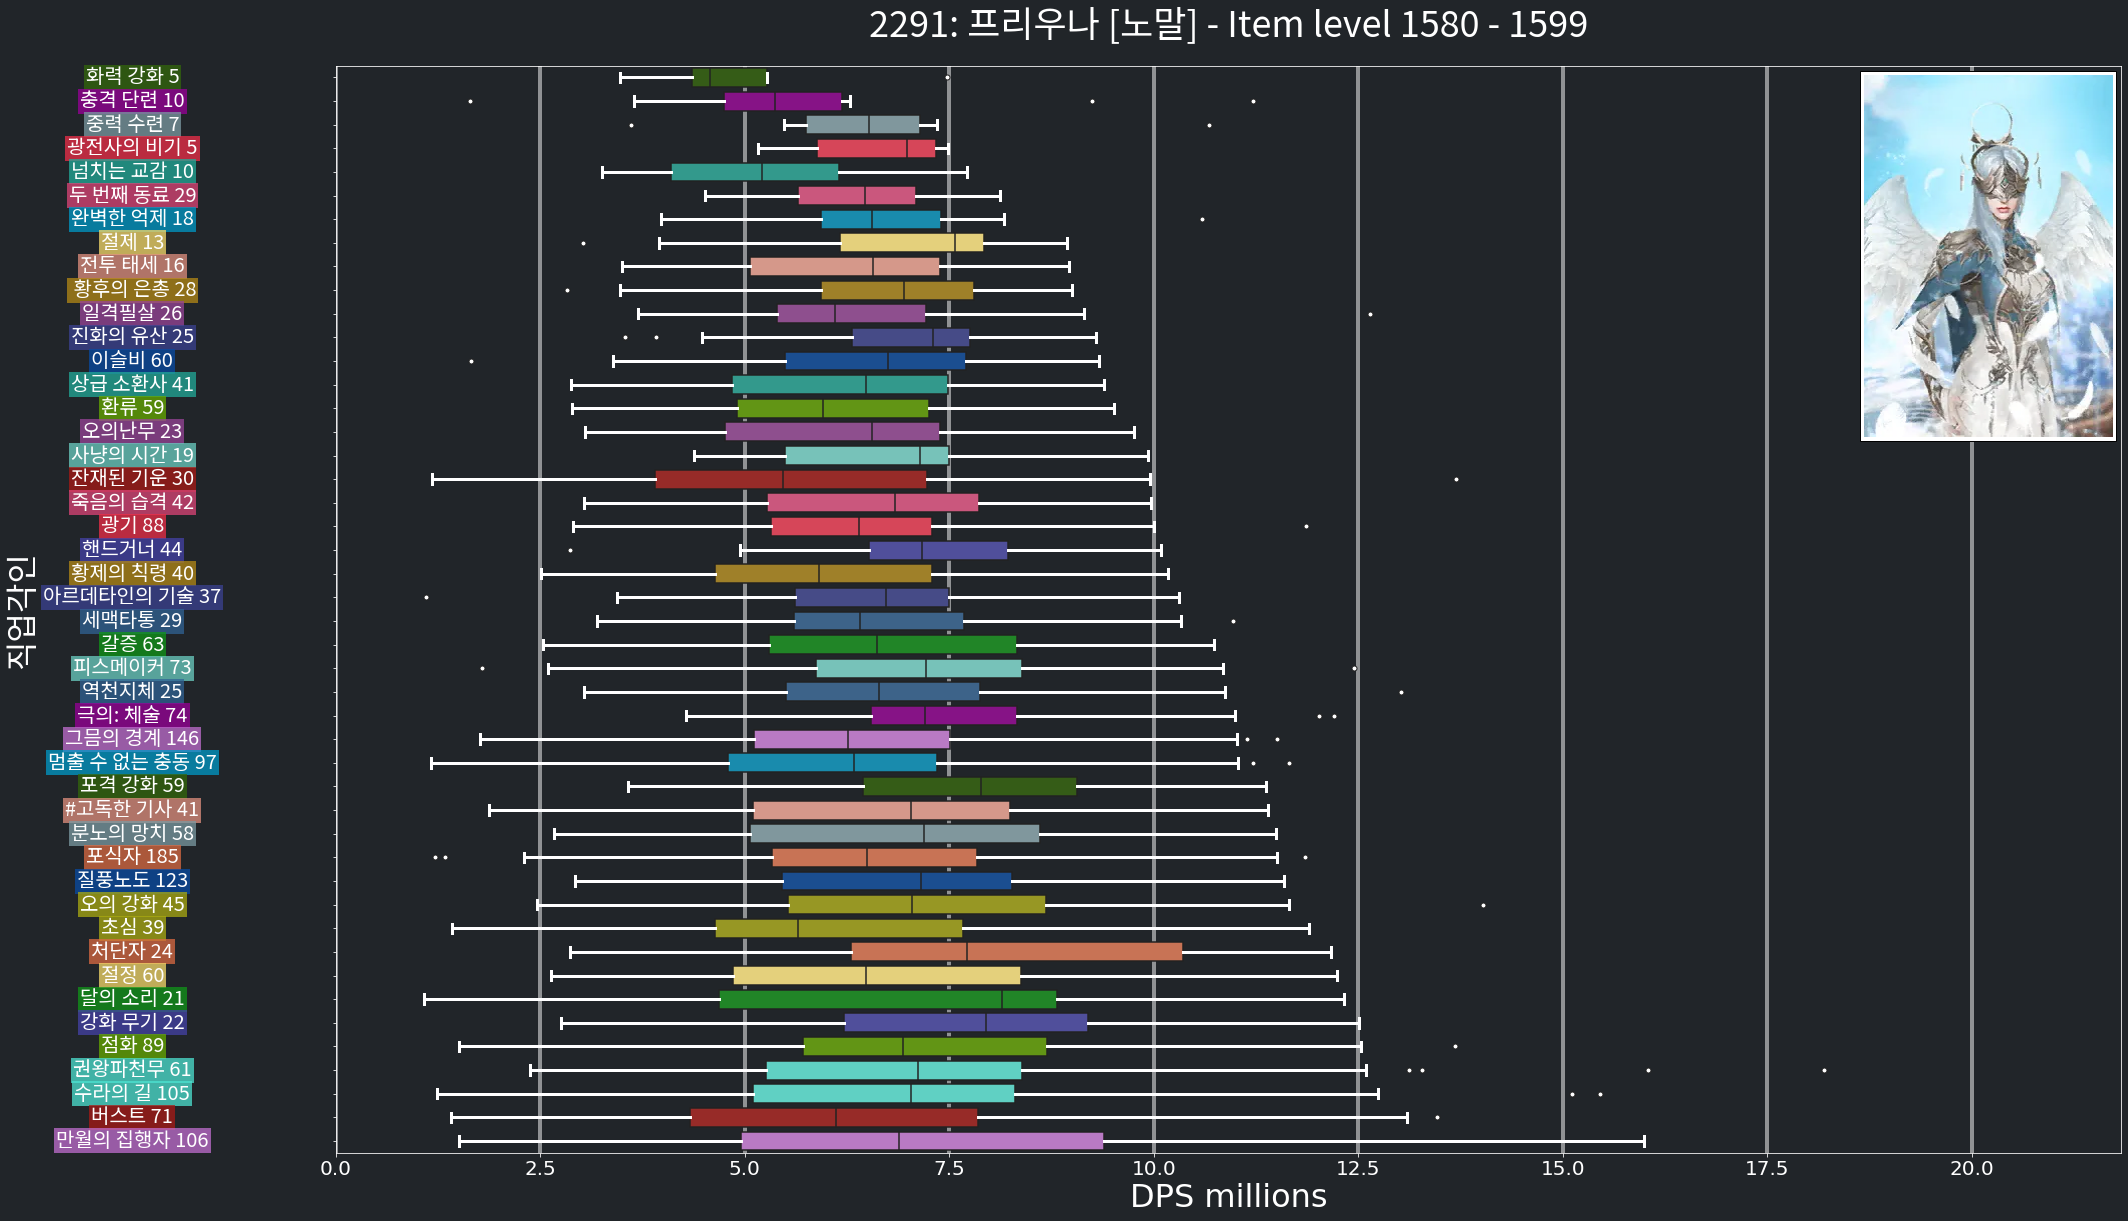 2291: 프리우나 [노말] - Item level 1580 - 1599
화력 강화 5
충격 단련 10
중력 수련 7
광전사의 비기 5
넘치는 교감 10
두 번째 동료 29
완벽한 억제 18
절제 13
전투 태세 16
황후의 은총 28
일격필살 26
진화의 유산 25
이슬비 60
상급 소환사 41
환류 59
오의난무 23
사냥의 시간 19
잔재된 기운 30
죽음의 습격 42
광기 88
핸드거너 44
황제의 칙령 40
아르데타인의 기술 37
세맥타통 29
갈증 63
피스메이커 73
역천지체 25
극의: 체술 74
그믐의 경계 146
멈출 수 없는 충동 97
포격 강화 59
#고독한 기사 41
분노의 망치 58
포식자 185
질풍노도 123
오의 강화 45
초심 39
처단자 24
절정 60
달의 소리 21
강화 무기 22
점화 89
권왕파천무 61
수라의 길 105
버스트 71
만월의 집행자 106
직업각인
0.0 2.5 5.0 7.5 10.0 12.5 15.0 17.5 20.0
DPS millions